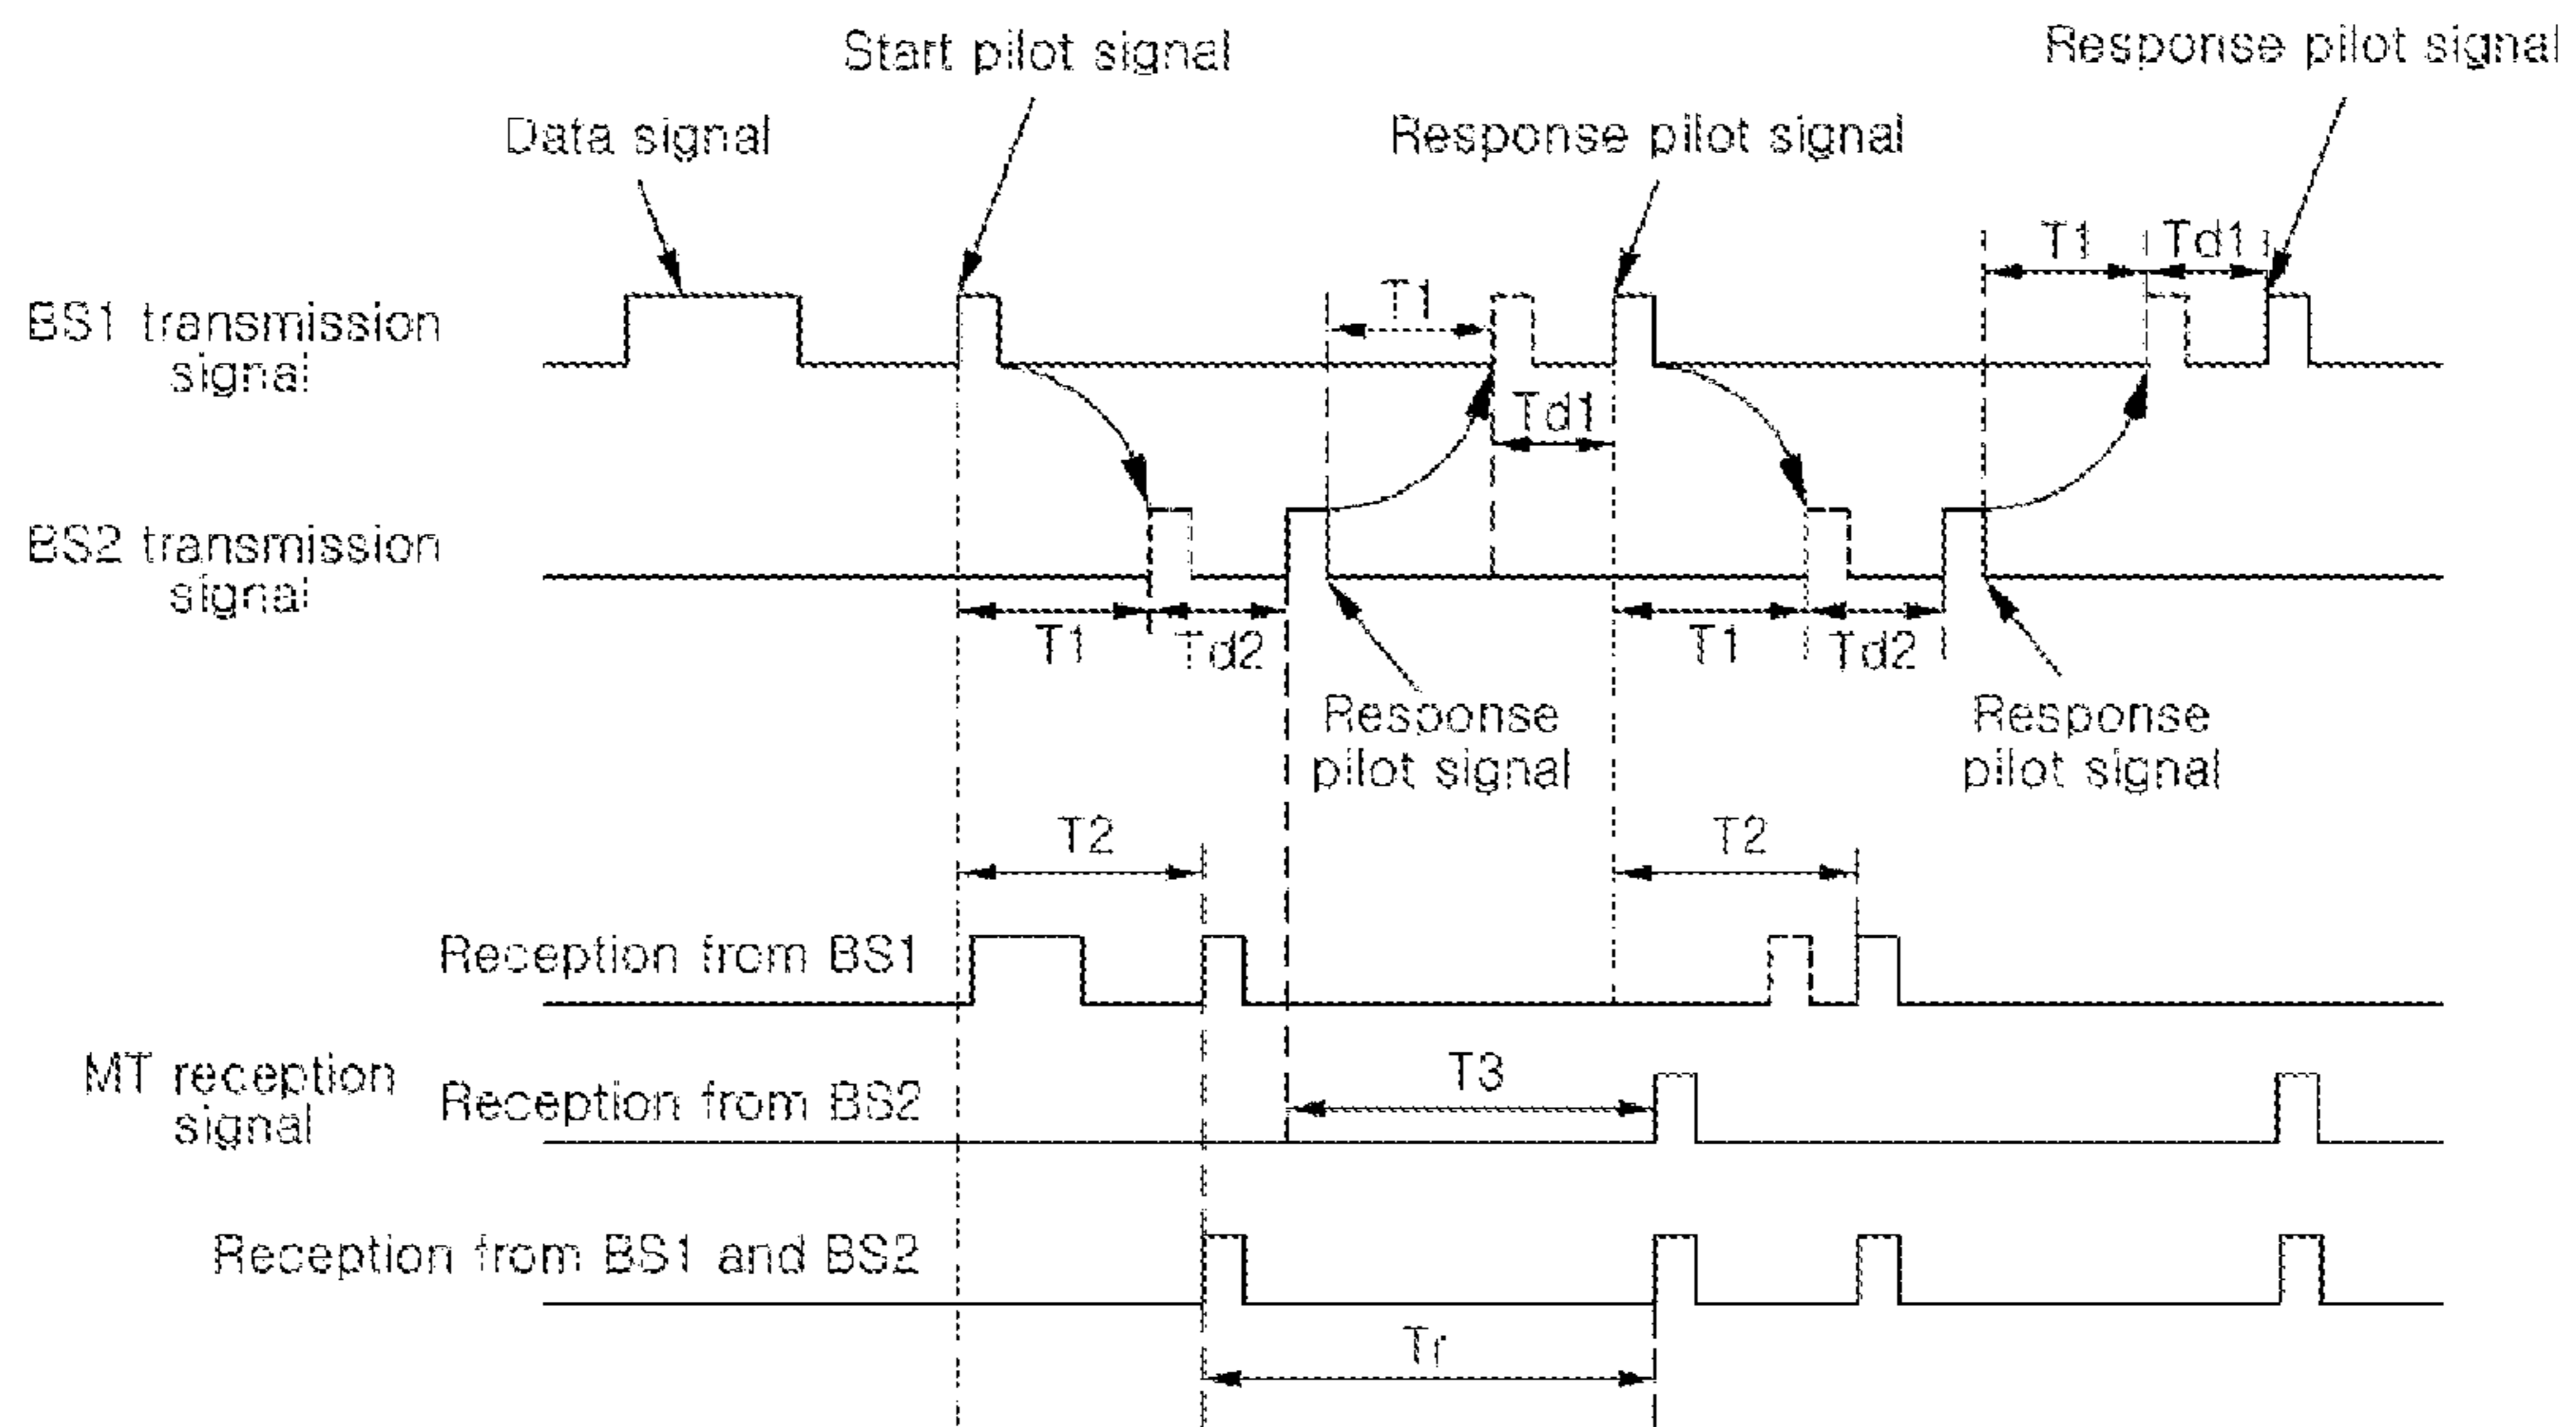 Start pilot signal
Response pilot signal
Data signal
Response pilot signal
T1
Td1
T1
BS1 transmission
signal
Td1
BS2 transmission
signal
T1
Td2
T1
Td2
Response
pilot signal
Response
pilot signal
T2
T2
Reception from BS1
MT reception
signal
T3
Reception from BS2
Reception from BS1 and BS2
Tr